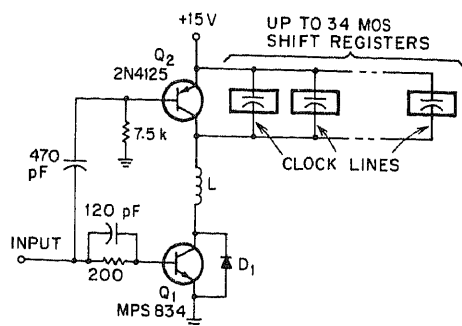 +15V
UP TO 34 MOS
SHIFT REGISTERS
Q2
2N4125
7.5 k
470
pF
CLOCK LINES
L
120 pF
INPUT
200
D1
Q1
MPS 834